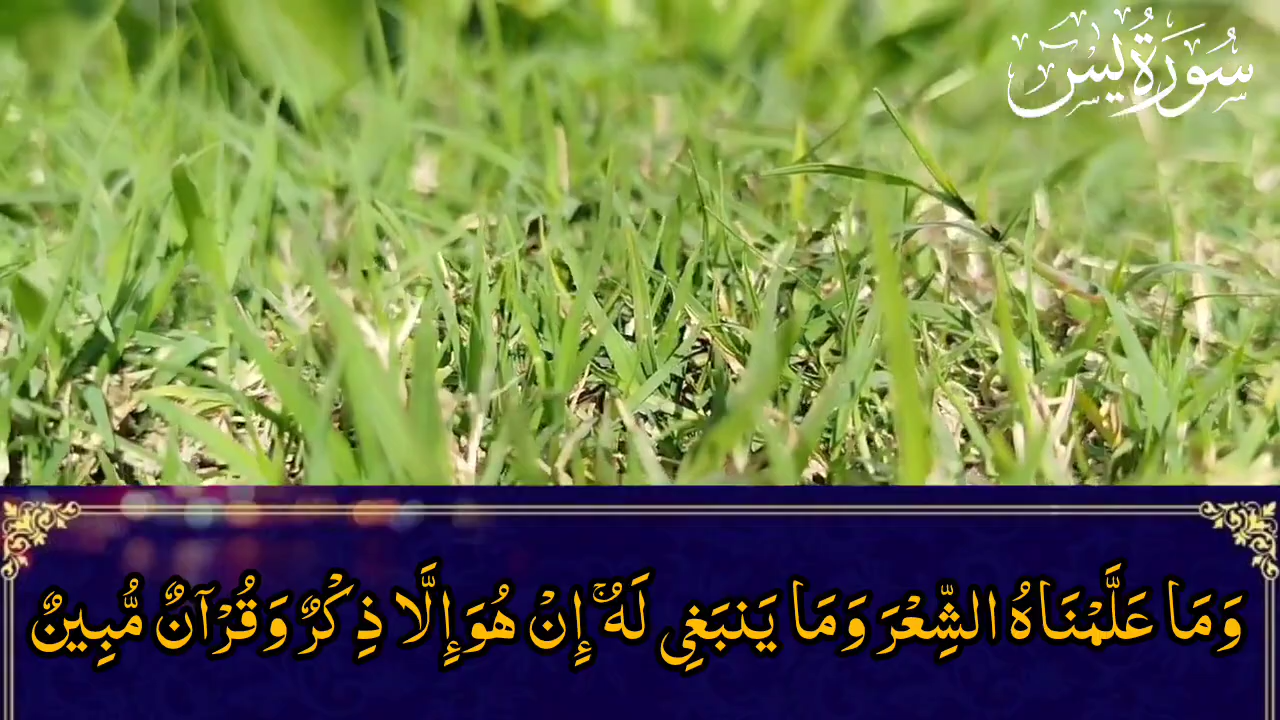 سُورَةُ يس
وَمَا عَلَّمْنَاهُ الشِّعْرَ وَمَا يَنبَغِي لَهُ ۚ إِنْ هُوَ إِلَّا ذِكْرٌ وَقُرْآنٌ مُّبِينٌ